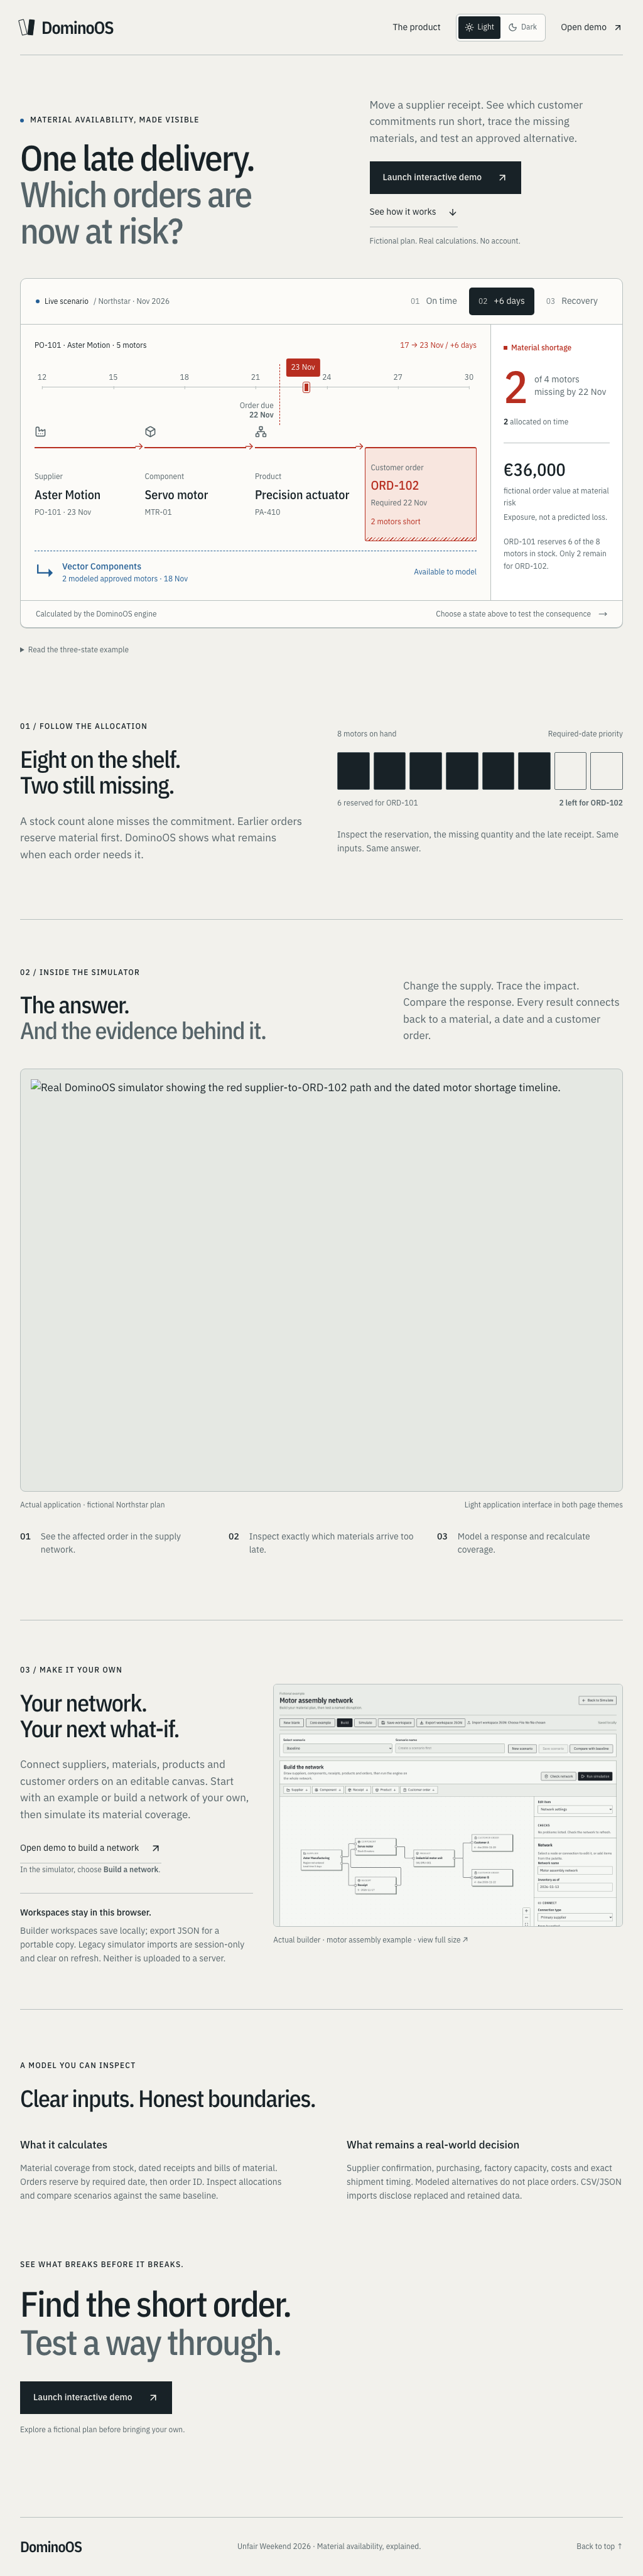 DominoOS
The product
Light
Dark
Open demo
MATERIAL AVAILABILITY, MADE VISIBLE
One late delivery.
Which orders are
now at risk?
Move a supplier receipt. See which customer
commitments run short, trace the missing
materials, and test an approved alternative.
Launch interactive demo
See how it works
Fictional plan. Real calculations. No account.
Live scenario / Northstar · Nov 2026
01 On time
02 +6 days
03 Recovery
PO-101 · Aster Motion · 5 motors
17 → 23 Nov / +6 days
23 Nov
12 15 18 21 24 27 30
Order due
22 Nov
Supplier
Aster Motion
PO-101 · 23 Nov
Component
Servo motor
MTR-01
Product
Precision actuator
PA-410
Customer order
ORD-102
Required 22 Nov
2 motors short
Vector Components
2 modeled approved motors · 18 Nov
Available to model
Material shortage
2 of 4 motors
missing by 22 Nov
2 allocated on time
€36,000
fictional order value at material
risk
Exposure, not a predicted loss.
ORD-101 reserves 6 of the 8
motors in stock. Only 2 remain
for ORD-102.
Calculated by the DominoOS engine
Choose a state above to test the consequence →
Read the three-state example
01 / FOLLOW THE ALLOCATION
Eight on the shelf.
Two still missing.
A stock count alone misses the commitment. Earlier orders
reserve material first. DominoOS shows what remains
when each order needs it.
8 motors on hand
Required-date priority
6 reserved for ORD-101
2 left for ORD-102
Inspect the reservation, the missing quantity and the late receipt. Same
inputs. Same answer.
02 / INSIDE THE SIMULATOR
The answer.
And the evidence behind it.
Change the supply. Trace the impact.
Compare the response. Every result connects
back to a material, a date and a customer
order.
Real DominoOS simulator showing the red supplier-to-ORD-102 path and the dated motor shortage timeline.
Actual application · fictional Northstar plan
Light application interface in both page themes
01 See the affected order in the supply
network.
02 Inspect exactly which materials arrive too
late.
03 Model a response and recalculate
coverage.
03 / MAKE IT YOUR OWN
Your network.
Your next what-if.
Connect suppliers, materials, products and
customer orders on an editable canvas. Start
with an example or build a network of your own,
then simulate its material coverage.
Open demo to build a network
In the simulator, choose Build a network.
Workspaces stay in this browser.
Builder workspaces save locally; export JSON for a
portable copy. Legacy simulator imports are session-only
and clear on refresh. Neither is uploaded to a server.
Motor assembly network
Build the network
Actual builder · motor assembly example · view full size ↗
A MODEL YOU CAN INSPECT
Clear inputs. Honest boundaries.
What it calculates
Material coverage from stock, dated receipts and bills of material.
Orders reserve by required date, then order ID. Inspect allocations
and compare scenarios against the same baseline.
What remains a real-world decision
Supplier confirmation, purchasing, factory capacity, costs and exact
shipment timing. Modeled alternatives do not place orders. CSV/JSON
imports disclose replaced and retained data.
SEE WHAT BREAKS BEFORE IT BREAKS.
Find the short order.
Test a way through.
Launch interactive demo
Explore a fictional plan before bringing your own.
DominoOS
Unfair Weekend 2026 · Material availability, explained.
Back to top ↑